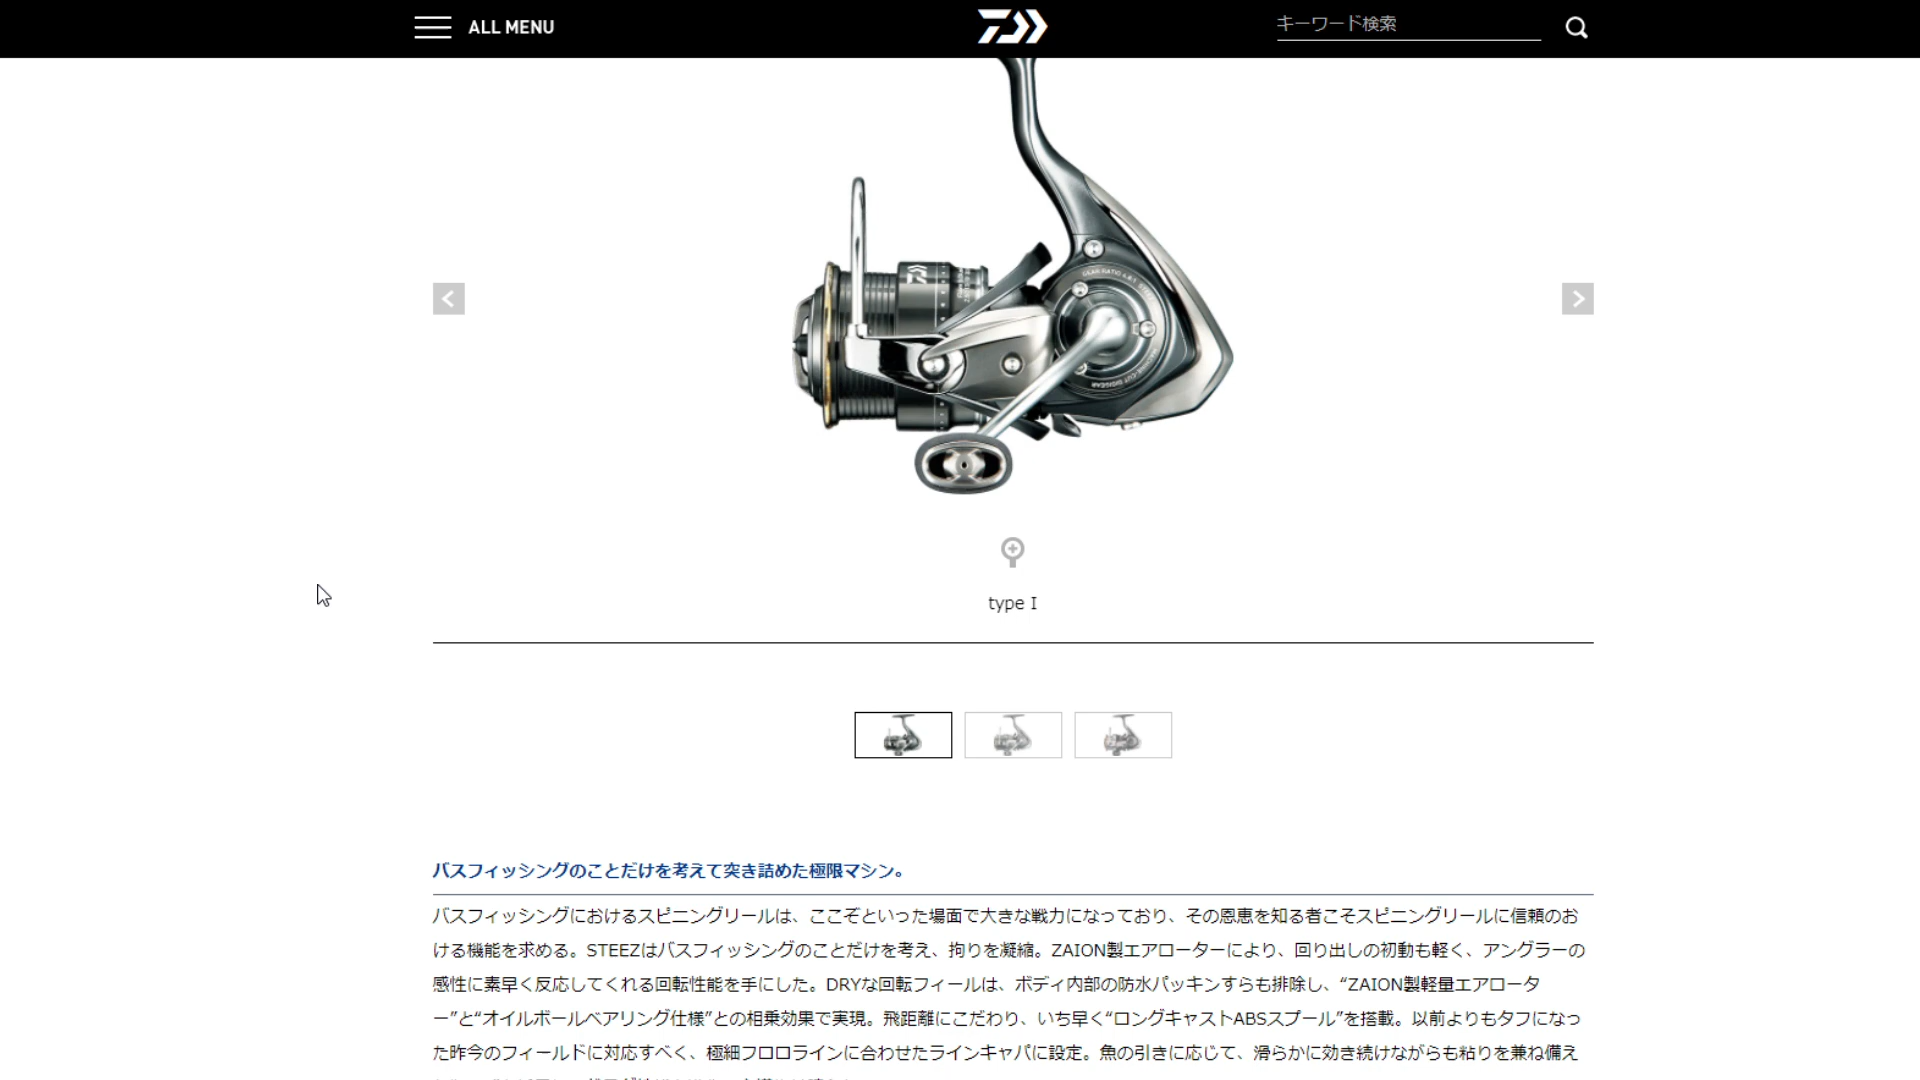 ALL MENU
キーワード検索
GEAR RATIO 4.8:1
MACHINE-CUT DIGIGEAR
type I
バスフィッシングのことだけを考えて突き詰めた極限マシン。
バスフィッシングにおけるスピニングリールは、ここぞといった場面で大きな戦力になっており、その恩恵を知る者こそスピニングリールに信頼のお
ける機能を求める。STEEZはバスフィッシングのことだけを考え、拘りを凝縮。ZAION製エアローターにより、回り出しの初動も軽く、アングラーの
感性に素早く反応してくれる回転性能を手にした。DRYな回転フィールは、ボディ内部の防水パッキンすらも排除し、“ZAION製軽量エアロータ
ー”と“オイルボールベアリング仕様”との相乗効果で実現。飛距離にこだわり、いち早く“ロングキャストABSスプール”を搭載。以前よりもタフになっ
た昨今のフィールドに対応すべく、極細フロロラインに合わせたラインキャパに設定。魚の引きに応じて、滑らかに効き続けながらも粘りを兼ね備え